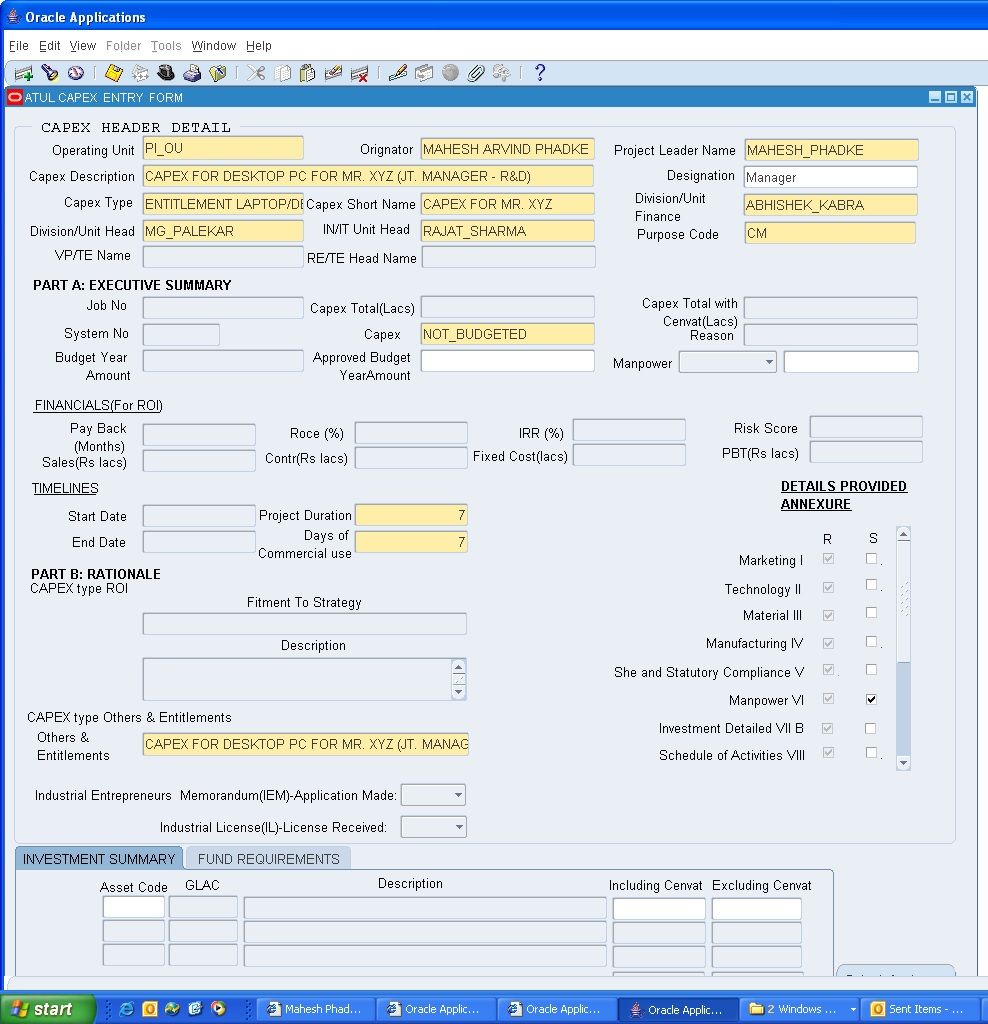 Oracle Applications
File Edit View Folder Tools Window Help
ATUL CAPEX ENTRY FORM
CAPEX HEADER DETAIL
Operating Unit PI_OU Orignator MAHESH ARVIND PHADKE Project Leader Name MAHESH_PHADKE
Capex Description CAPEX FOR DESKTOP PC FOR MR. XYZ (JT. MANAGER - R&D) Designation Manager
Capex Type ENTITLEMENT LAPTOP/DE Capex Short Name CAPEX FOR MR. XYZ Division/Unit Finance ABHISHEK_KABRA
Division/Unit Head MG_PALEKAR IN/IT Unit Head RAJAT_SHARMA Purpose Code CM
VP/TE Name RE/TE Head Name
PART A: EXECUTIVE SUMMARY
Job No Capex Total(Lacs) Capex Total with Cenvat(Lacs)
System No Capex NOT_BUDGETED Reason
Budget Year Amount Approved Budget YearAmount Manpower
FINANCIALS(For ROI)
Pay Back (Months) Roce (%) IRR (%) Risk Score
Sales(Rs lacs) Contr(Rs lacs) Fixed Cost(lacs) PBT(Rs lacs)
TIMELINES
DETAILS PROVIDED
ANNEXURE
Start Date Project Duration 7
End Date Days of Commercial use 7
R S
Marketing I
Technology II
Material III
Manufacturing IV
She and Statutory Compliance V
Manpower VI
Investment Detailed VII B
Schedule of Activities VIII
PART B: RATIONALE
CAPEX type ROI
Fitment To Strategy
Description
CAPEX type Others & Entitlements
Others & Entitlements CAPEX FOR DESKTOP PC FOR MR. XYZ (JT. MANAG
Industrial Entrepreneurs Memorandum(IEM)-Application Made:
Industrial License(IL)-License Received:
INVESTMENT SUMMARY FUND REQUIREMENTS
Asset Code GLAC Description Including Cenvat Excluding Cenvat
start Mahesh Phad... Oracle Applic... Oracle Applic... Oracle Applic... 2 Windows ... Sent Items - ...